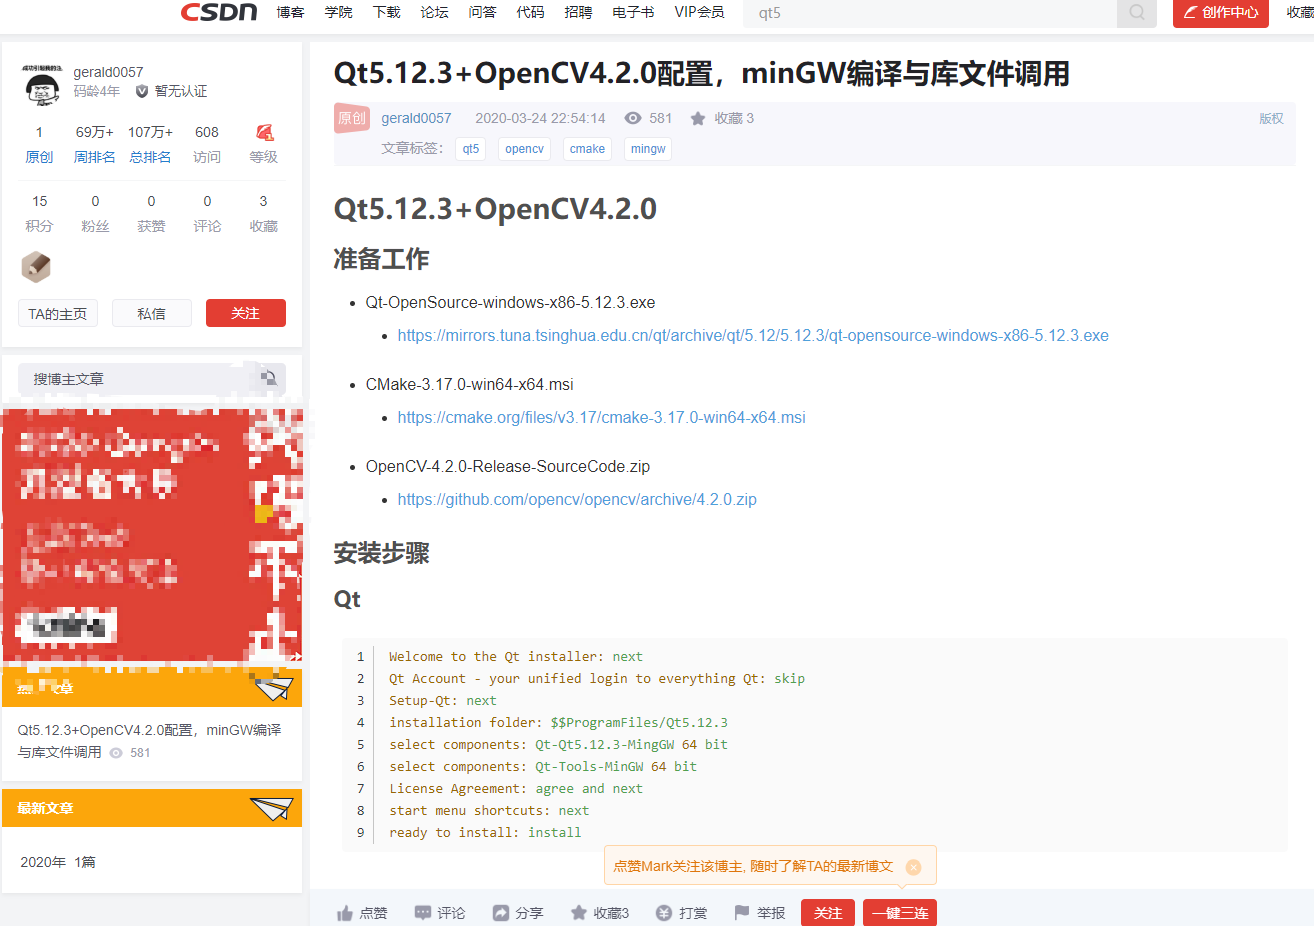 CSDN 博客 学院 下载 论坛 问答 代码 招聘 电子书 VIP会员 qt5 创作中心 收藏
成功引起我的注
gerald0057
码龄4年 暂无认证
1 69万+ 107万+ 608
原创 周排名 总排名 访问 等级
15 0 0 0 3
积分 粉丝 获赞 评论 收藏
TA的主页 私信 关注
搜博主文章
章
Qt5.12.3+OpenCV4.2.0配置，minGW编译
与库文件调用 581
最新文章
2020年 1篇
Qt5.12.3+OpenCV4.2.0配置，minGW编译与库文件调用
原创 gerald0057 2020-03-24 22:54:14 581 收藏 3 版权
文章标签： qt5 opencv cmake mingw
Qt5.12.3+OpenCV4.2.0
准备工作
Qt-OpenSource-windows-x86-5.12.3.exe
https://mirrors.tuna.tsinghua.edu.cn/qt/archive/qt/5.12/5.12.3/qt-opensource-windows-x86-5.12.3.exe
CMake-3.17.0-win64-x64.msi
https://cmake.org/files/v3.17/cmake-3.17.0-win64-x64.msi
OpenCV-4.2.0-Release-SourceCode.zip
https://github.com/opencv/opencv/archive/4.2.0.zip
安装步骤
Qt
1 Welcome to the Qt installer: next
2 Qt Account - your unified login to everything Qt: skip
3 Setup-Qt: next
4 installation folder: $$ProgramFiles/Qt5.12.3
5 select components: Qt-Qt5.12.3-MingGW 64 bit
6 select components: Qt-Tools-MinGW 64 bit
7 License Agreement: agree and next
8 start menu shortcuts: next
9 ready to install: install
点赞Mark关注该博主, 随时了解TA的最新博文
点赞 评论 分享 收藏3 打赏 举报 关注 一键三连